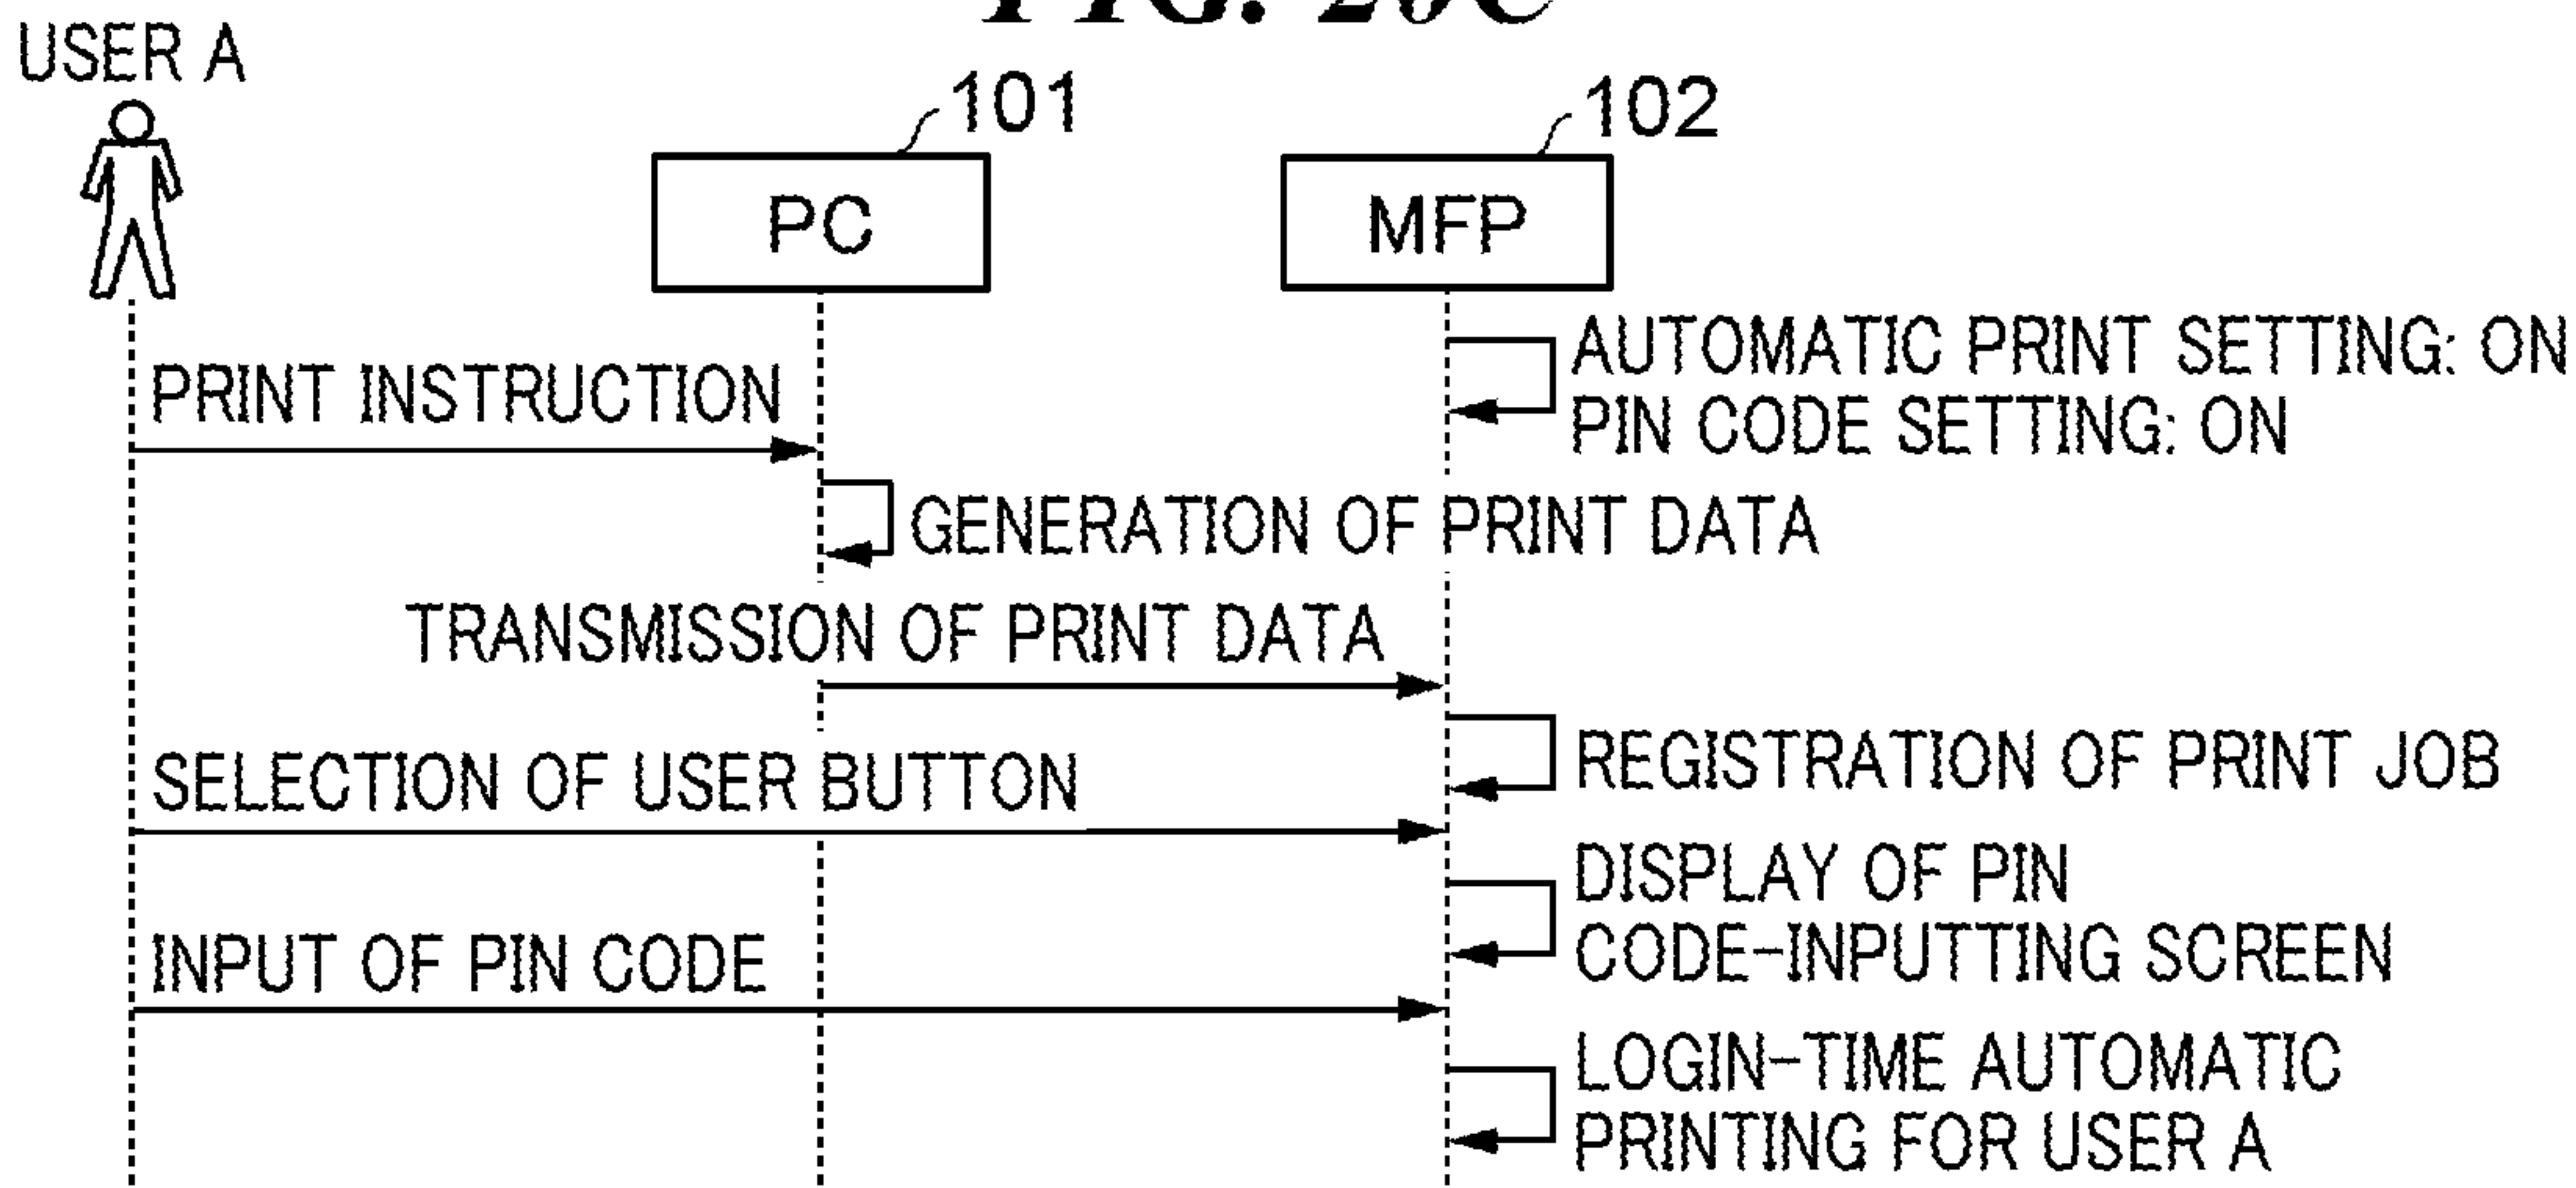 FIG. 20C
USER A
101
102
PC
MFP
AUTOMATIC PRINT SETTING: ON
PIN CODE SETTING: ON
PRINT INSTRUCTION
GENERATION OF PRINT DATA
TRANSMISSION OF PRINT DATA
REGISTRATION OF PRINT JOB
SELECTION OF USER BUTTON
DISPLAY OF PIN
CODE-INPUTTING SCREEN
INPUT OF PIN CODE
LOGIN-TIME AUTOMATIC
PRINTING FOR USER A